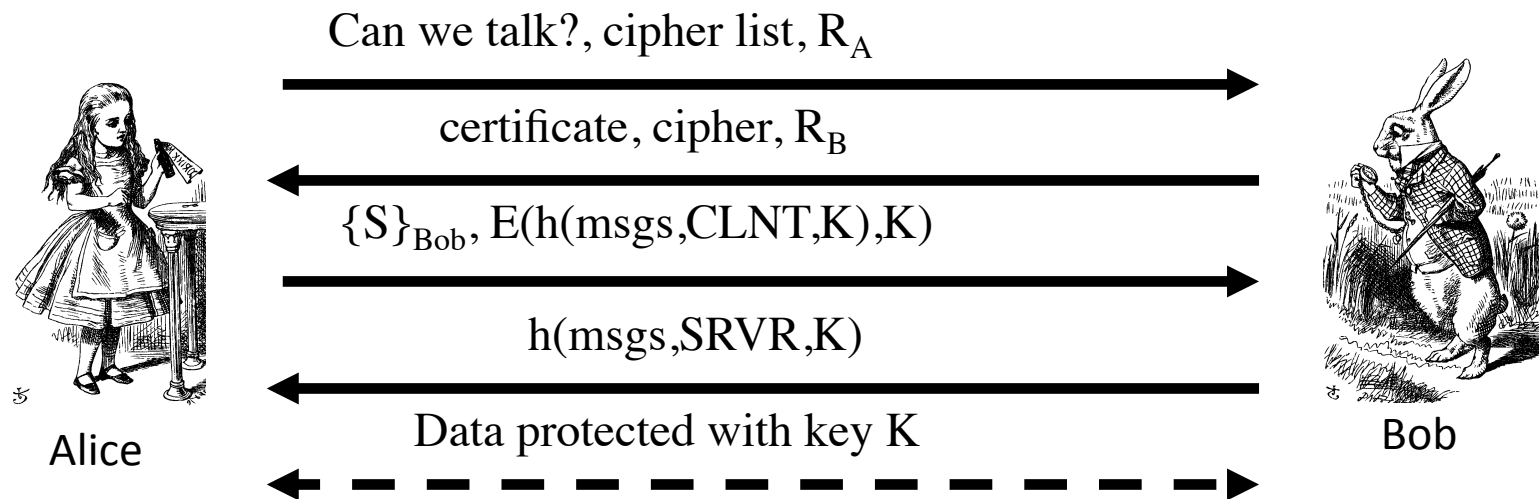 Can we talk?, cipher list, R_A
certificate, cipher, R_B
{S}_Bob, E(h(msgs,CLNT,K),K)
h(msgs,SRVR,K)
Data protected with key K
Alice
Bob